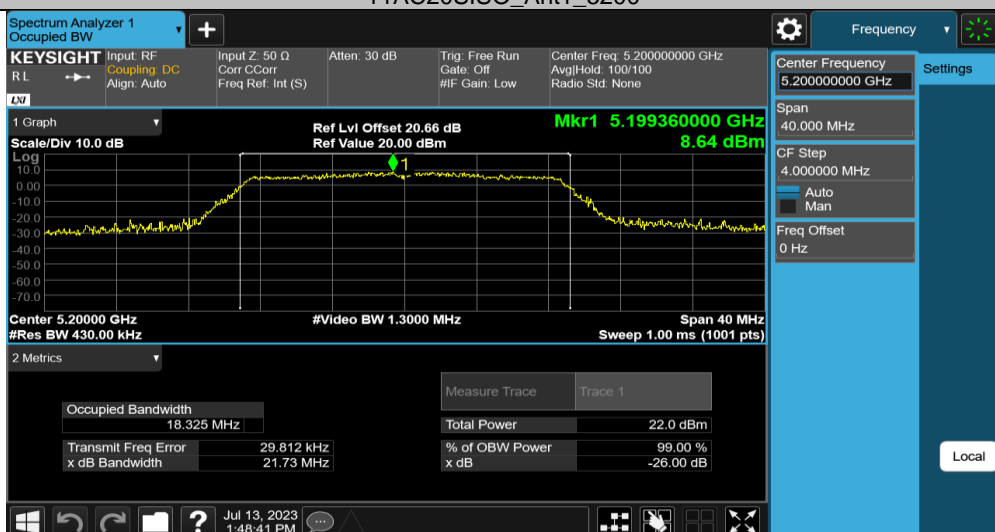 Spectrum Analyzer 1
Occupied BW
+
Frequency
KEYSIGHT
R L
LXI
Input: RF
Coupling: DC
Align: Auto
Input Z: 50 Ω
Corr CCorr
Freq Ref: Int (S)
Atten: 30 dB
Trig: Free Run
Gate: Off
#IF Gain: Low
Center Freq: 5.200000000 GHz
Avg|Hold: 100/100
Radio Std: None
Center Frequency
5.200000000 GHz
Settings
Span
40.000 MHz
CF Step
4.000000 MHz
Auto
Man
Freq Offset
0 Hz
1 Graph
Scale/Div 10.0 dB
Ref Lvl Offset 20.66 dB
Ref Value 20.00 dBm
Mkr1 5.199360000 GHz
8.64 dBm
Log
10.0
0.00
-10.0
-20.0
-30.0
-40.0
-50.0
-60.0
-70.0
1
Center 5.20000 GHz
#Res BW 430.00 kHz
#Video BW 1.3000 MHz
Span 40 MHz
Sweep 1.00 ms (1001 pts)
2 Metrics
Measure Trace Trace 1
Occupied Bandwidth
18.325 MHz
Total Power 22.0 dBm
Transmit Freq Error 29.812 kHz
% of OBW Power 99.00 %
x dB Bandwidth 21.73 MHz
x dB -26.00 dB
Local
?
Jul 13, 2023
1:48:41 PM